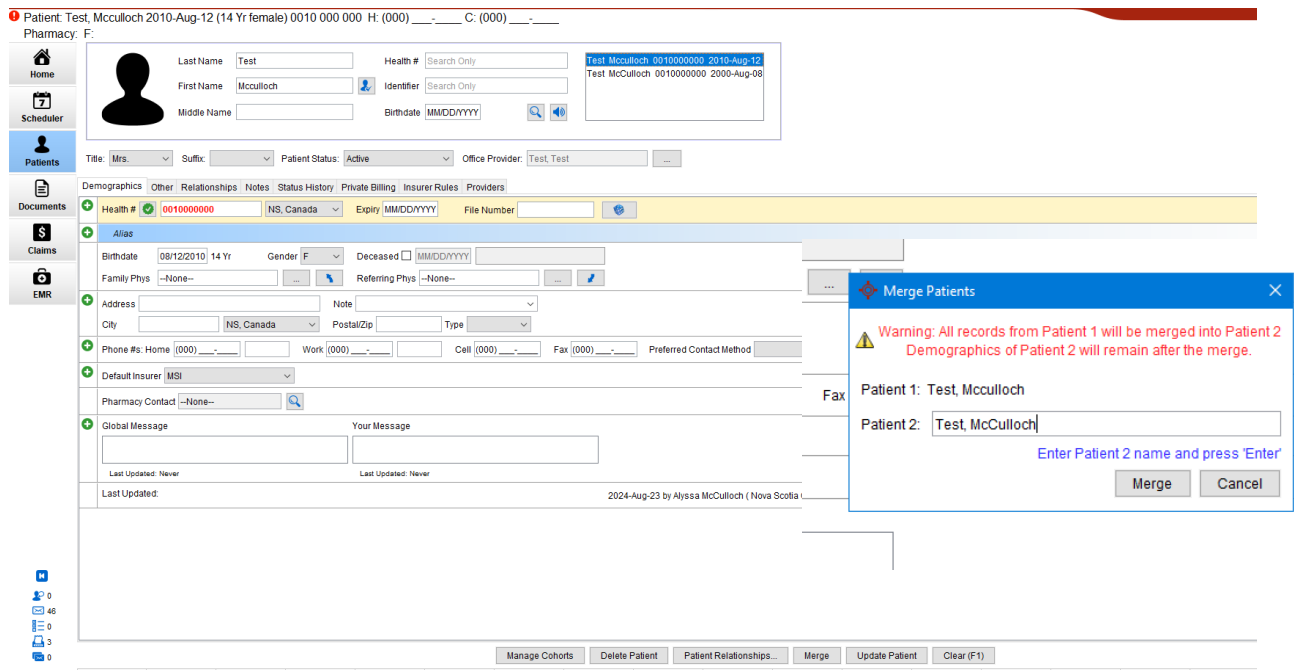 Patient: Test, Mcculloch 2010-Aug-12 (14 Yr female) 0010 000 000 H: (000) ___-____ C: (000) ___-____
Pharmacy: F:
Home
7
Scheduler
Patients
Documents
$
Claims
EMR
Last Name Test Health # Search Only
First Name Mcculloch Identifier Search Only
Middle Name Birthdate MM/DD/YYYY
Test Mcculloch 0010000000 2010-Aug-12
Test McCulloch 0010000000 2000-Aug-08
Title: Mrs. Suffix: Patient Status: Active Office Provider: Test, Test ...
Demographics Other Relationships Notes Status History Private Billing Insurer Rules Providers
Health # 0010000000 NS, Canada Expiry MM/DD/YYYY File Number
Alias
Birthdate 08/12/2010 14 Yr Gender F Deceased MM/DD/YYYY
Family Phys --None-- ... Referring Phys --None-- ...
Address Note
City NS, Canada Postal/Zip Type
Phone #s: Home (000) ___-____ Work (000) ___-____ Cell (000) ___-____ Fax (000) ___-____ Preferred Contact Method
Default Insurer MSI
Pharmacy Contact --None--
Global Message Your Message
Last Updated: Never Last Updated: Never
Last Updated: 2024-Aug-23 by Alyssa McCulloch ( Nova Scotia
...
Fax
Merge Patients
Warning: All records from Patient 1 will be merged into Patient 2
Demographics of Patient 2 will remain after the merge.
Patient 1: Test, Mcculloch
Patient 2: Test, McCulloch
Enter Patient 2 name and press 'Enter'
Merge Cancel
0
46
0
3
0
Manage Cohorts Delete Patient Patient Relationships... Merge Update Patient Clear (F1)